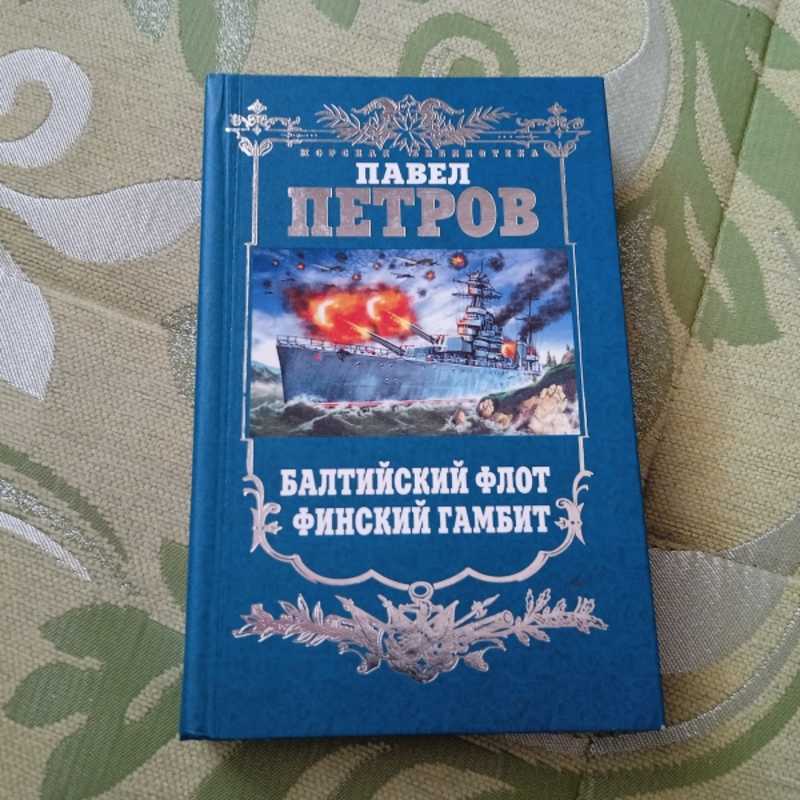 МОРСКАЯ БИБЛИОТЕКА
ПАВЕЛ
ПЕТРОВ
БАЛТИЙСКИЙ ФЛОТ
ФИНСКИЙ ГАМБИТ